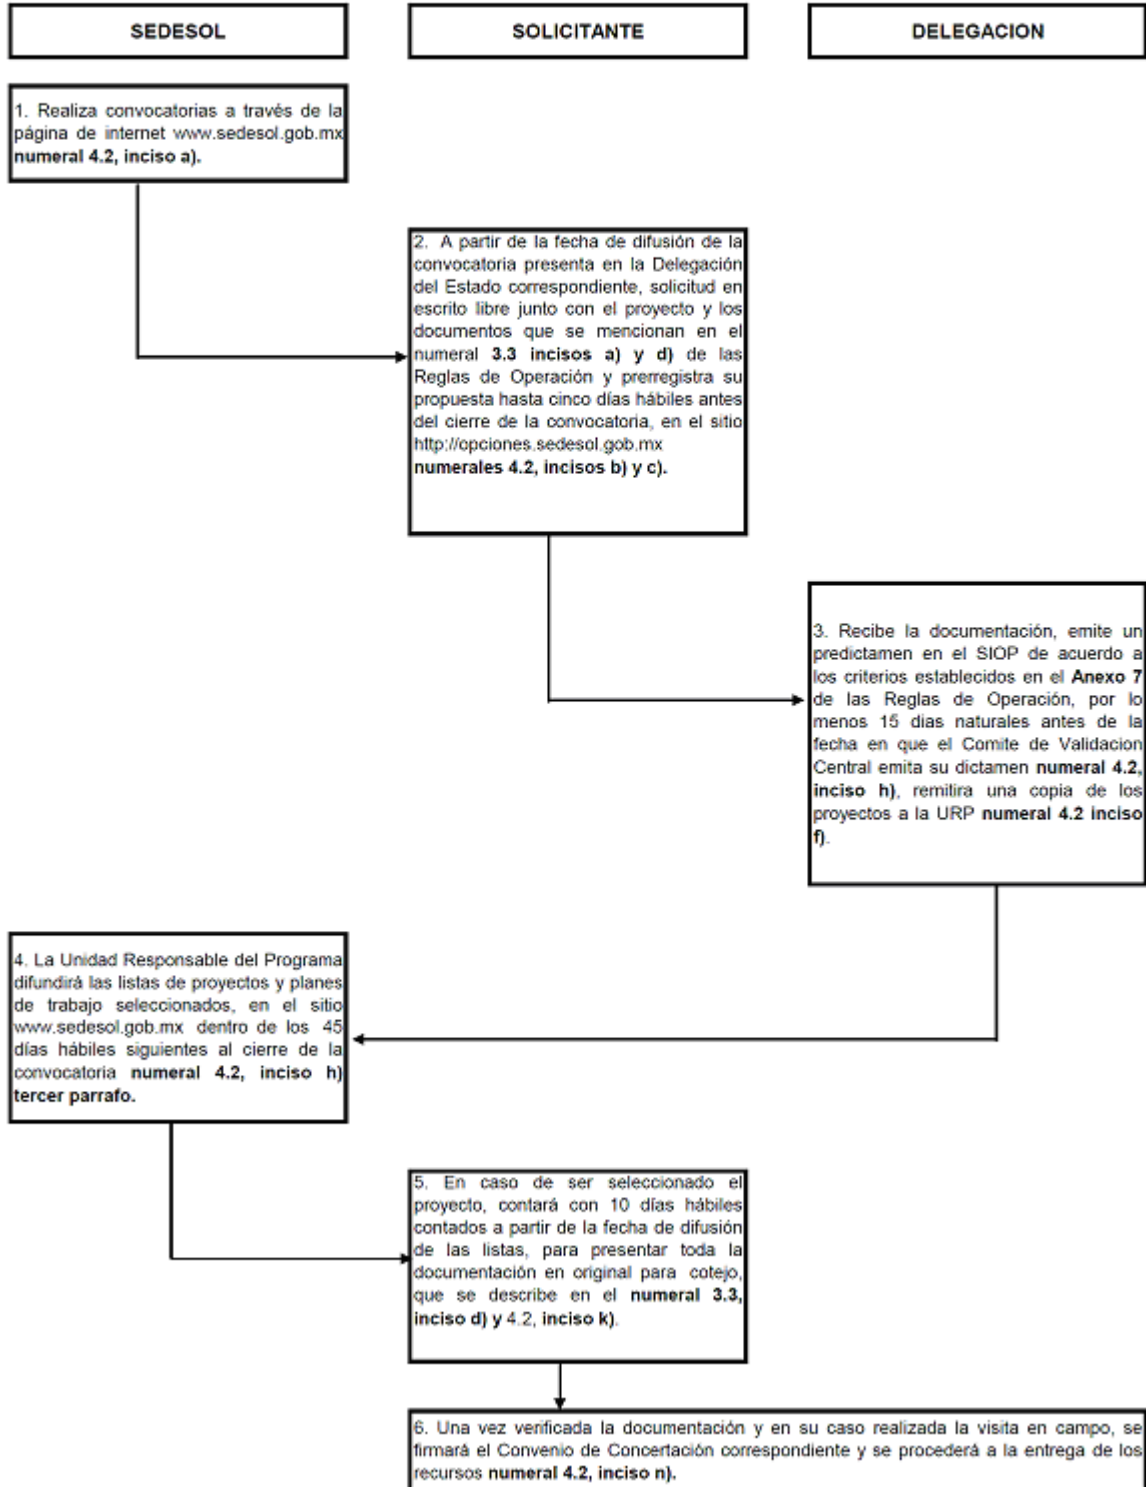 SEDESOL
SOLICITANTE
DELEGACION
1. Realiza convocatorias a través de la
página de internet www.sedesol.gob.mx
numeral 4.2, inciso a).
2. A partir de la fecha de difusión de la
convocatoria presenta en la Delegación
del Estado correspondiente, solicitud en
escrito libre junto con el proyecto y los
documentos que se mencionan en el
numeral 3.3 incisos a) y d) de las
Reglas de Operación y prerregistra su
propuesta hasta cinco días hábiles antes
del cierre de la convocatoria, en el sitio
http://opciones.sedesol.gob.mx
numerales 4.2, incisos b) y c).
3. Recibe la documentación, emite un
predictamen en el SIOP de acuerdo a
los criterios establecidos en el Anexo 7
de las Reglas de Operación, por lo
menos 15 dias naturales antes de la
fecha en que el Comite de Validacion
Central emita su dictamen numeral 4.2,
inciso h), remitira una copia de los
proyectos a la URP numeral 4.2 inciso
f).
4. La Unidad Responsable del Programa
difundirá las listas de proyectos y planes
de trabajo seleccionados, en el sitio
www.sedesol.gob.mx dentro de los 45
días hábiles siguientes al cierre de la
convocatoria numeral 4.2, inciso h)
tercer parrafo.
5. En caso de ser seleccionado el
proyecto, contará con 10 días hábiles
contados a partir de la fecha de difusión
de las listas, para presentar toda la
documentación en original para cotejo,
que se describe en el numeral 3.3,
inciso d) y 4.2, inciso k).
6. Una vez verificada la documentación y en su caso realizada la visita en campo, se
firmará el Convenio de Concertación correspondiente y se procederá a la entrega de los
recursos numeral 4.2, inciso n).